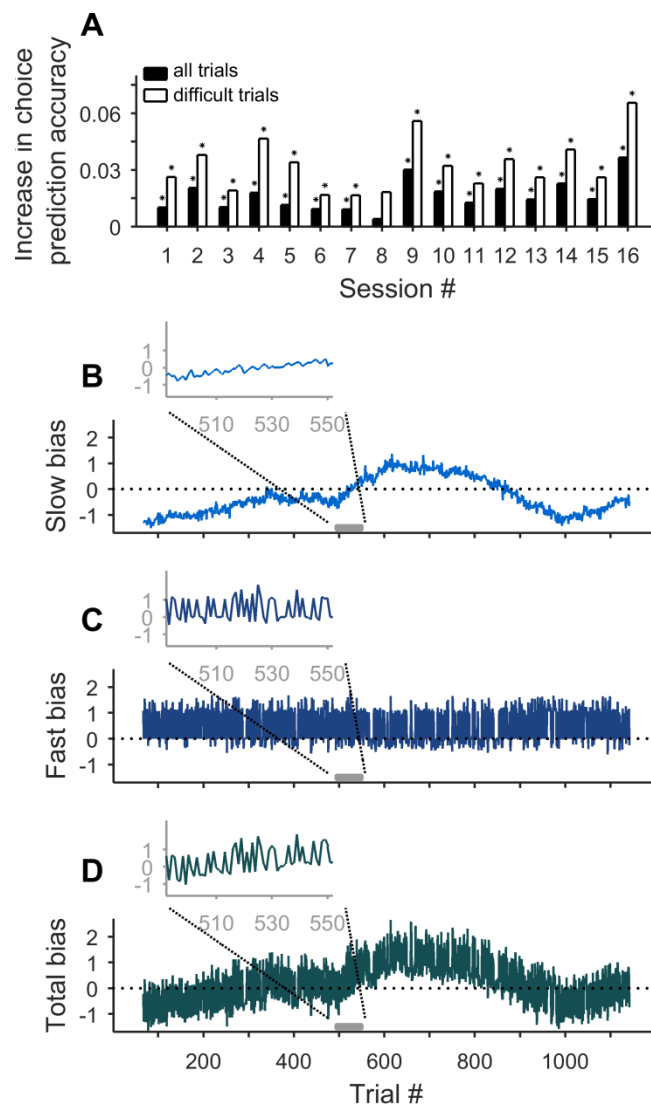 A
Increase in choice
prediction accuracy
all trials
difficult trials
0.06
0.03
0
* * * * * * * * * * * * * * * * * * * * * * * * * * * * * *
1 2 3 4 5 6 7 8 9 10 11 12 13 14 15 16
Session #
B
1
0
-1
510 530 550
Slow bias
2
1
0
-1
C
1
0
-1
510 530 550
Fast bias
2
1
0
-1
D
1
0
-1
510 530 550
Total bias
2
1
0
-1
200 400 600 800 1000
Trial #